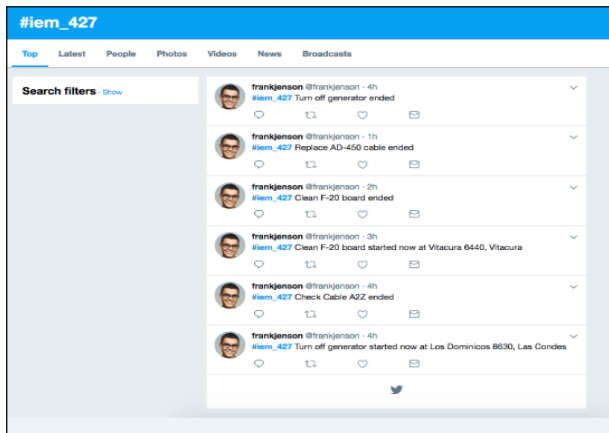 #iem_427
Top Latest People Photos Videos News Broadcasts
Search filters · Show
frankjenson @frankjenson · 4h
#iem_427 Turn off generator ended
frankjenson @frankjenson · 1h
#iem_427 Replace AD-450 cable ended
frankjenson @frankjenson · 2h
#iem_427 Clean F-20 board ended
frankjenson @frankjenson · 3h
#iem_427 Clean F-20 board started now at Vitacura 6440, Vitacura
frankjenson @frankjenson · 4h
#iem_427 Check Cable A2Z ended
frankjenson @frankjenson · 4h
#iem_427 Turn off generator started now at Los Dominicos 8630, Las Condes